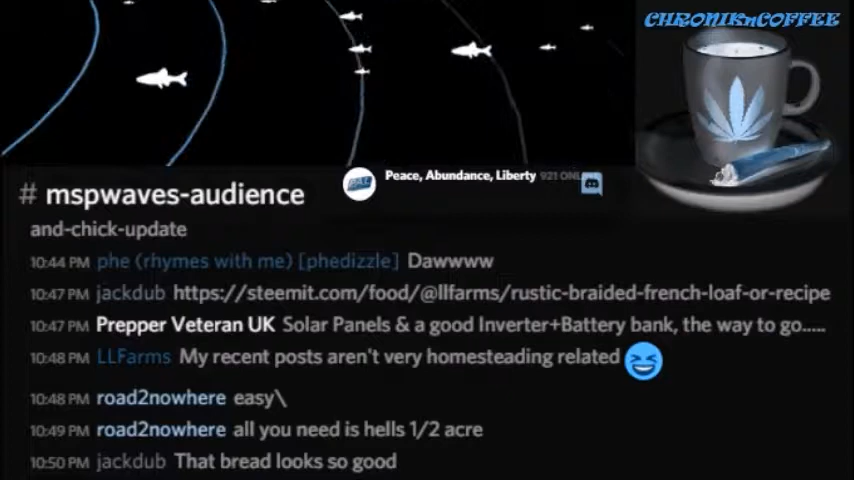 CHRONIKnCOFFEE
Peace, Abundance, Liberty 921
# mspwaves-audience
and-chick-update
10:44 PM phe (rhymes with me) [phedizzle] Dawwww
10:47 PM jackdub https://steemit.com/food/@llfarms/rustic-braided-french-loaf-or-recipe
10:47 PM Prepper Veteran UK Solar Panels & a good Inverter+Battery bank, the way to go.....
10:48 PM LLFarms My recent posts aren't very homesteading related
10:48 PM road2nowhere easy\
10:49 PM road2nowhere all you need is hells 1/2 acre
10:50 PM jackdub That bread looks so good